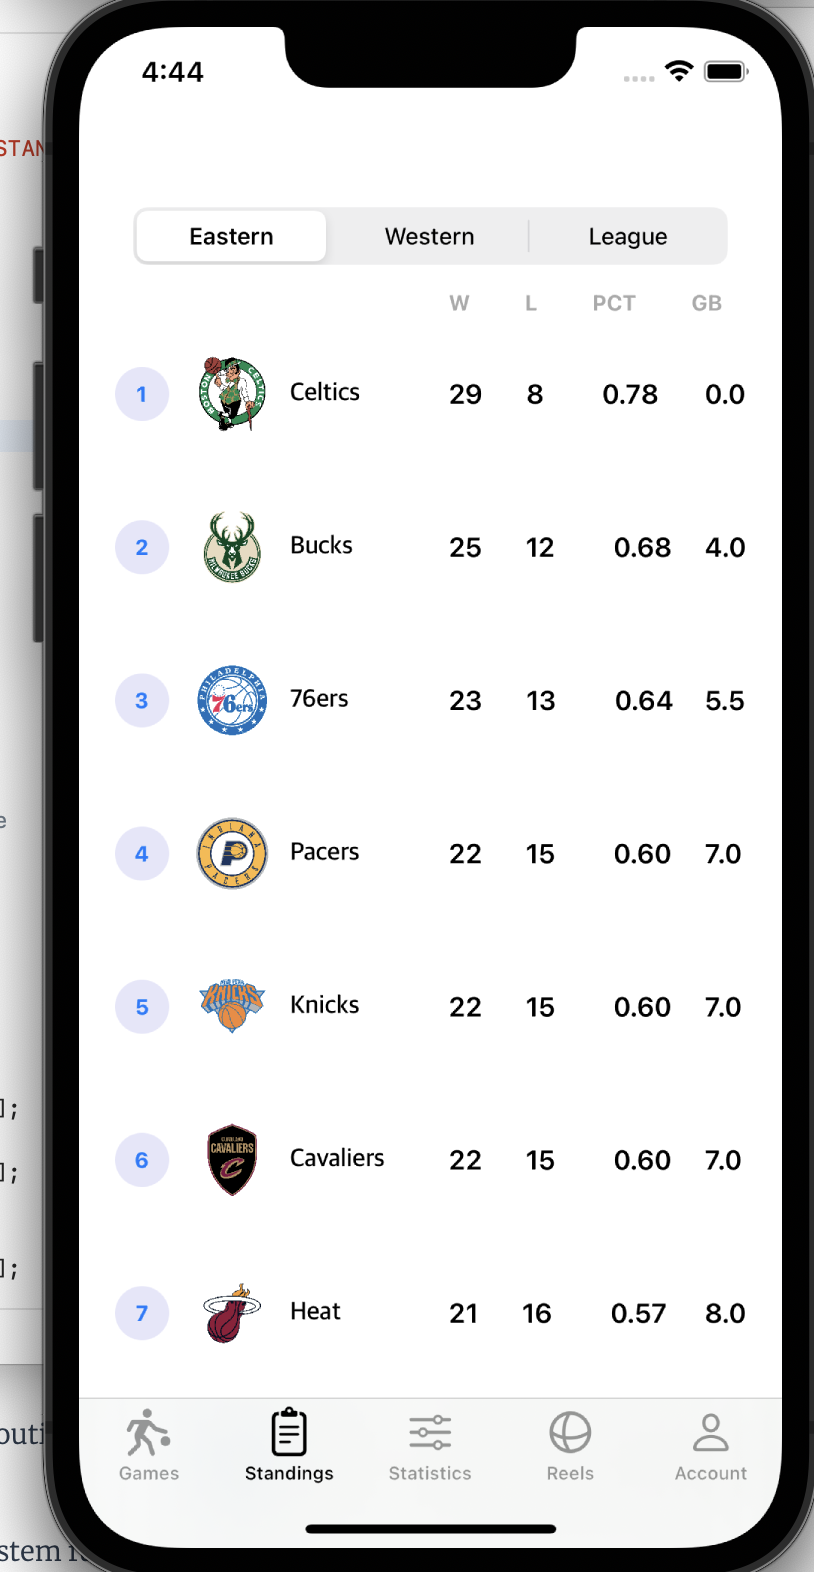 4:44
STAN
Eastern Western League
W L PCT GB
1 BOSTON CELTICS Celtics 29 8 0.78 0.0
2 MILWAUKEE BUCKS Bucks 25 12 0.68 4.0
3 PHILADELPHIA 76ers 76ers 23 13 0.64 5.5
e
4 INDIANA PACERS Pacers 22 15 0.60 7.0
5 NEW YORK KNICKS Knicks 22 15 0.60 7.0
];
6 CLEVELAND CAVALIERS C Cavaliers 22 15 0.60 7.0
];
];
7 Heat 21 16 0.57 8.0
outi
Games Standings Statistics Reels Account
stem